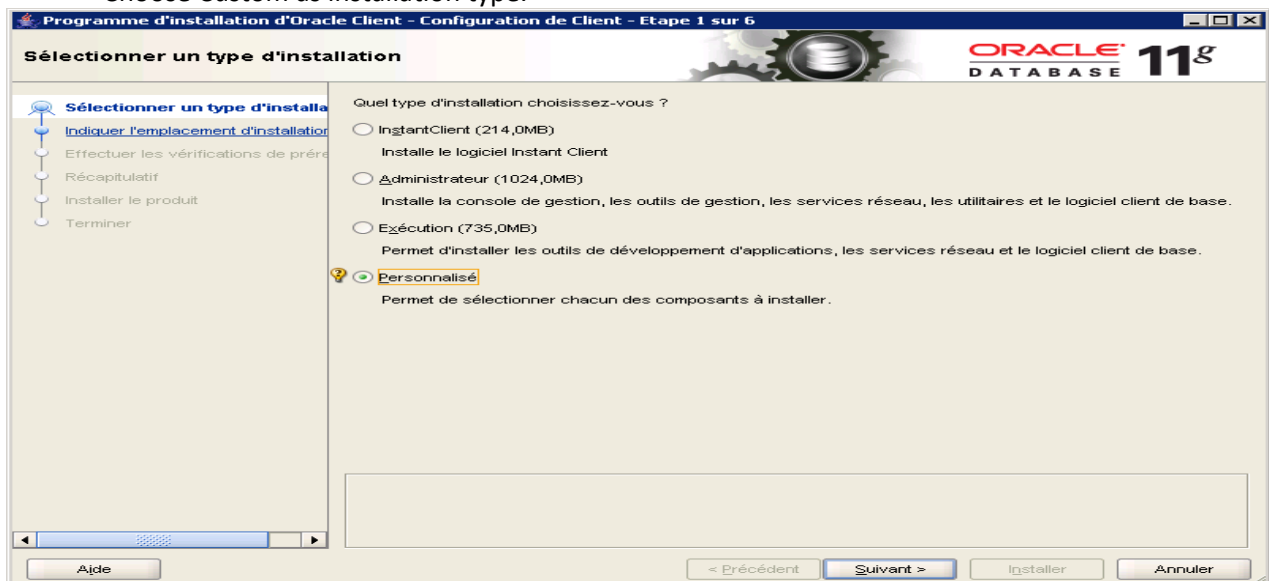 Choose Custom as installation type.
Programme d'installation d'Oracle Client - Configuration de Client - Etape 1 sur 6
Sélectionner un type d'installation
ORACLE
DATABASE
11g
Sélectionner un type d'installa
Indiquer l'emplacement d'installation
Effectuer les vérifications de prére
Récapitulatif
Installer le produit
Terminer
Quel type d'installation choisissez-vous ?
InstantClient (214,0MB)
Installe le logiciel Instant Client
Administrateur (1024,0MB)
Installe la console de gestion, les outils de gestion, les services réseau, les utilitaires et le logiciel client de base.
Exécution (735,0MB)
Permet d'installer les outils de développement d'applications, les services réseau et le logiciel client de base.
Personnalisé
Permet de sélectionner chacun des composants à installer.
Aide
< Précédent
Suivant >
Installer
Annuler